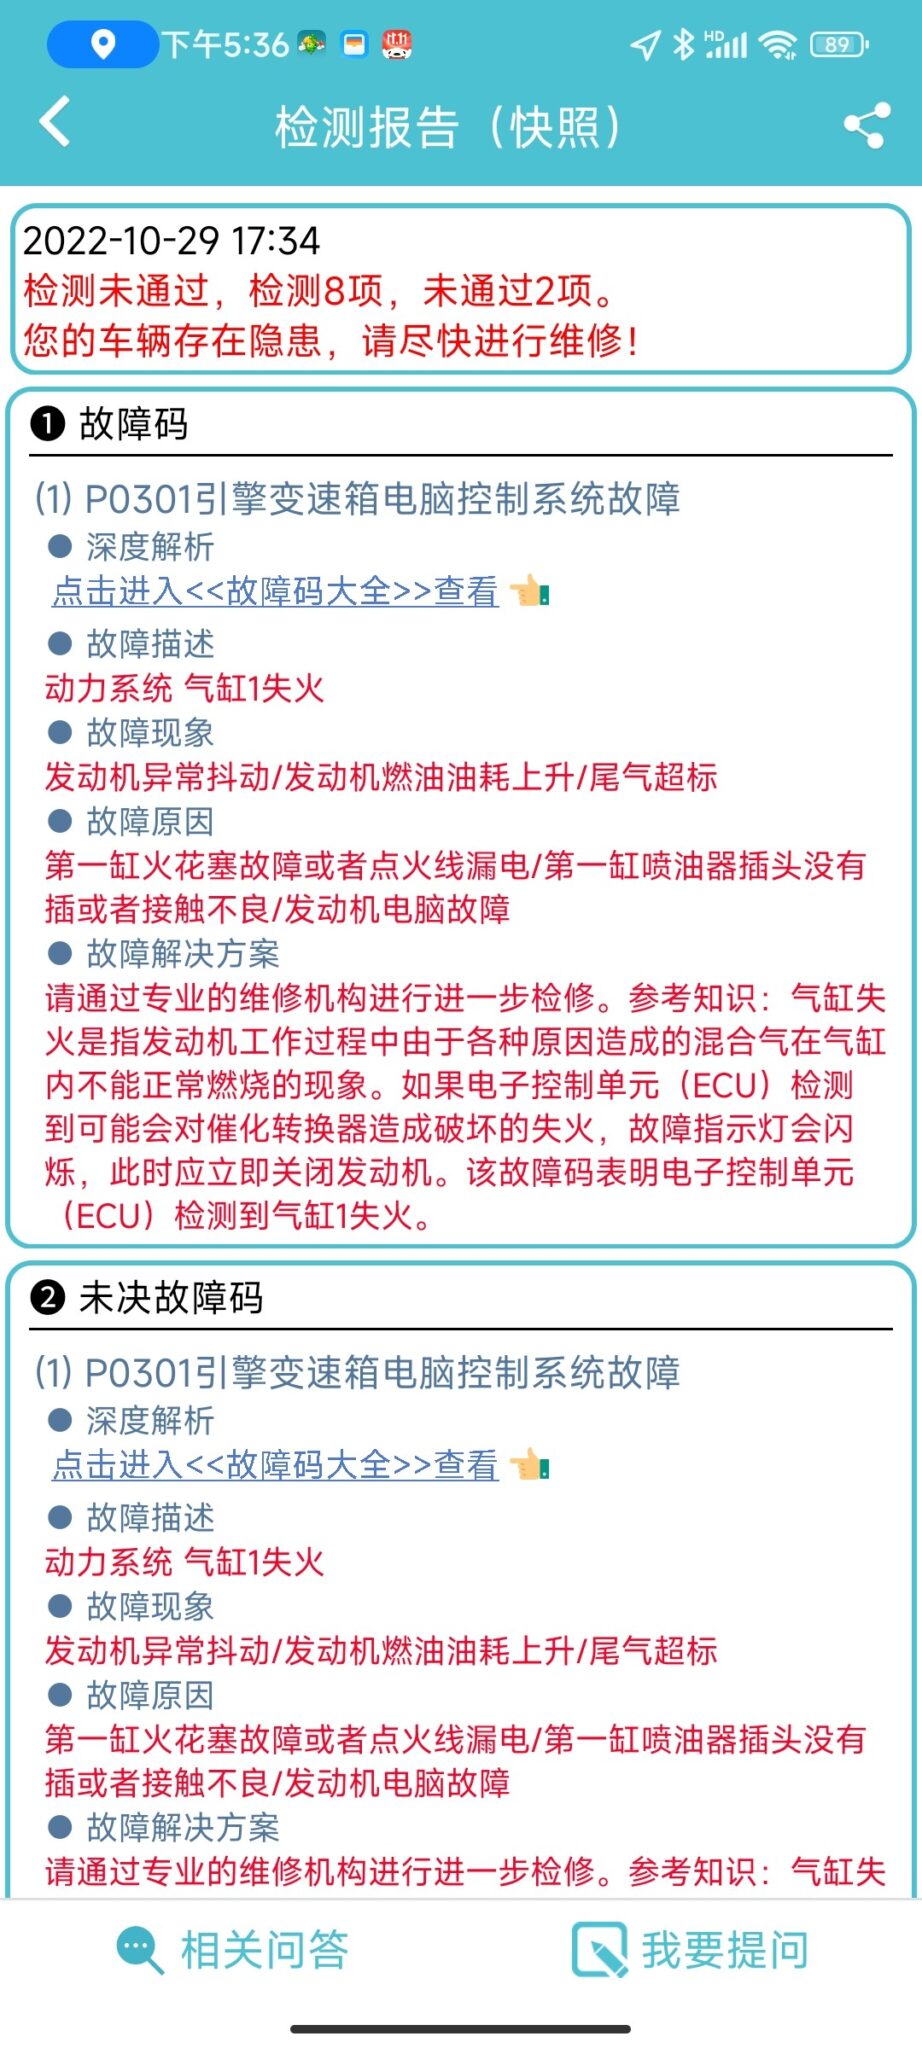 下午5:36
HD
89
检测报告（快照）
2022-10-29 17:34
检测未通过，检测8项，未通过2项。
您的车辆存在隐患，请尽快进行维修！
❶ 故障码
(1) P0301引擎变速箱电脑控制系统故障
● 深度解析
点击进入<<故障码大全>>查看
● 故障描述
动力系统 气缸1失火
● 故障现象
发动机异常抖动/发动机燃油油耗上升/尾气超标
● 故障原因
第一缸火花塞故障或者点火线漏电/第一缸喷油器插头没有
插或者接触不良/发动机电脑故障
● 故障解决方案
请通过专业的维修机构进行进一步检修。参考知识：气缸失
火是指发动机工作过程中由于各种原因造成的混合气在气缸
内不能正常燃烧的现象。如果电子控制单元（ECU）检测
到可能会对催化转换器造成破坏的失火，故障指示灯会闪
烁，此时应立即关闭发动机。该故障码表明电子控制单元
（ECU）检测到气缸1失火。
❷ 未决故障码
(1) P0301引擎变速箱电脑控制系统故障
● 深度解析
点击进入<<故障码大全>>查看
● 故障描述
动力系统 气缸1失火
● 故障现象
发动机异常抖动/发动机燃油油耗上升/尾气超标
● 故障原因
第一缸火花塞故障或者点火线漏电/第一缸喷油器插头没有
插或者接触不良/发动机电脑故障
● 故障解决方案
请通过专业的维修机构进行进一步检修。参考知识：气缸失
相关问答
我要提问